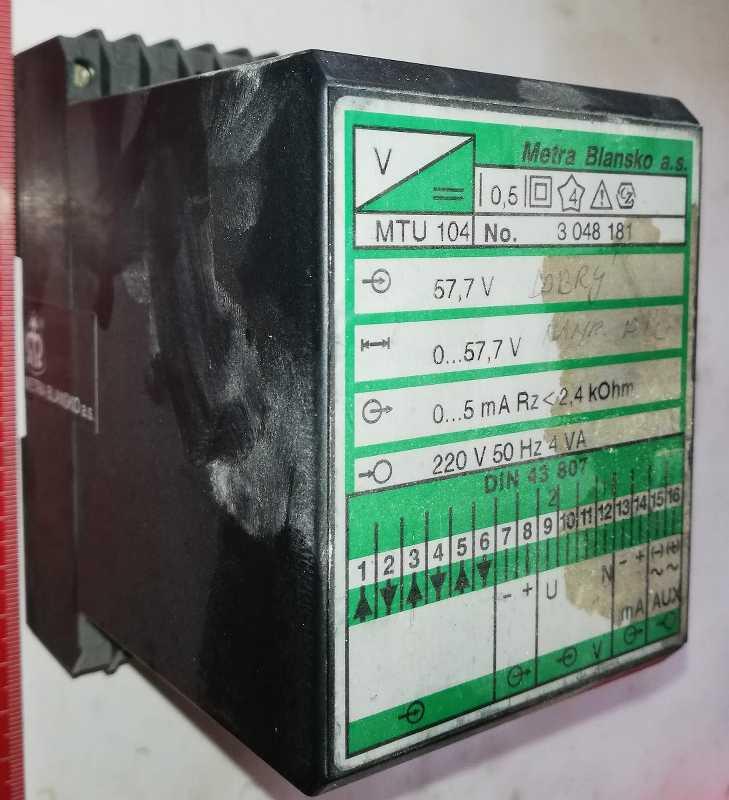 Metra Blansko a.s.
V
0,5 4
MTU 104 No. 3 048 181
57,7 V DOBRY
0...57,7 V
0...5 mA Rz<2,4 kOhm
220 V 50 Hz 4 VA
DIN 43 807
1 2 3 4 5 6 7 8 9 10 11 12 13 14 15 16
- + U N - +
mA AUX
V
METRA BLANSKO a.s.